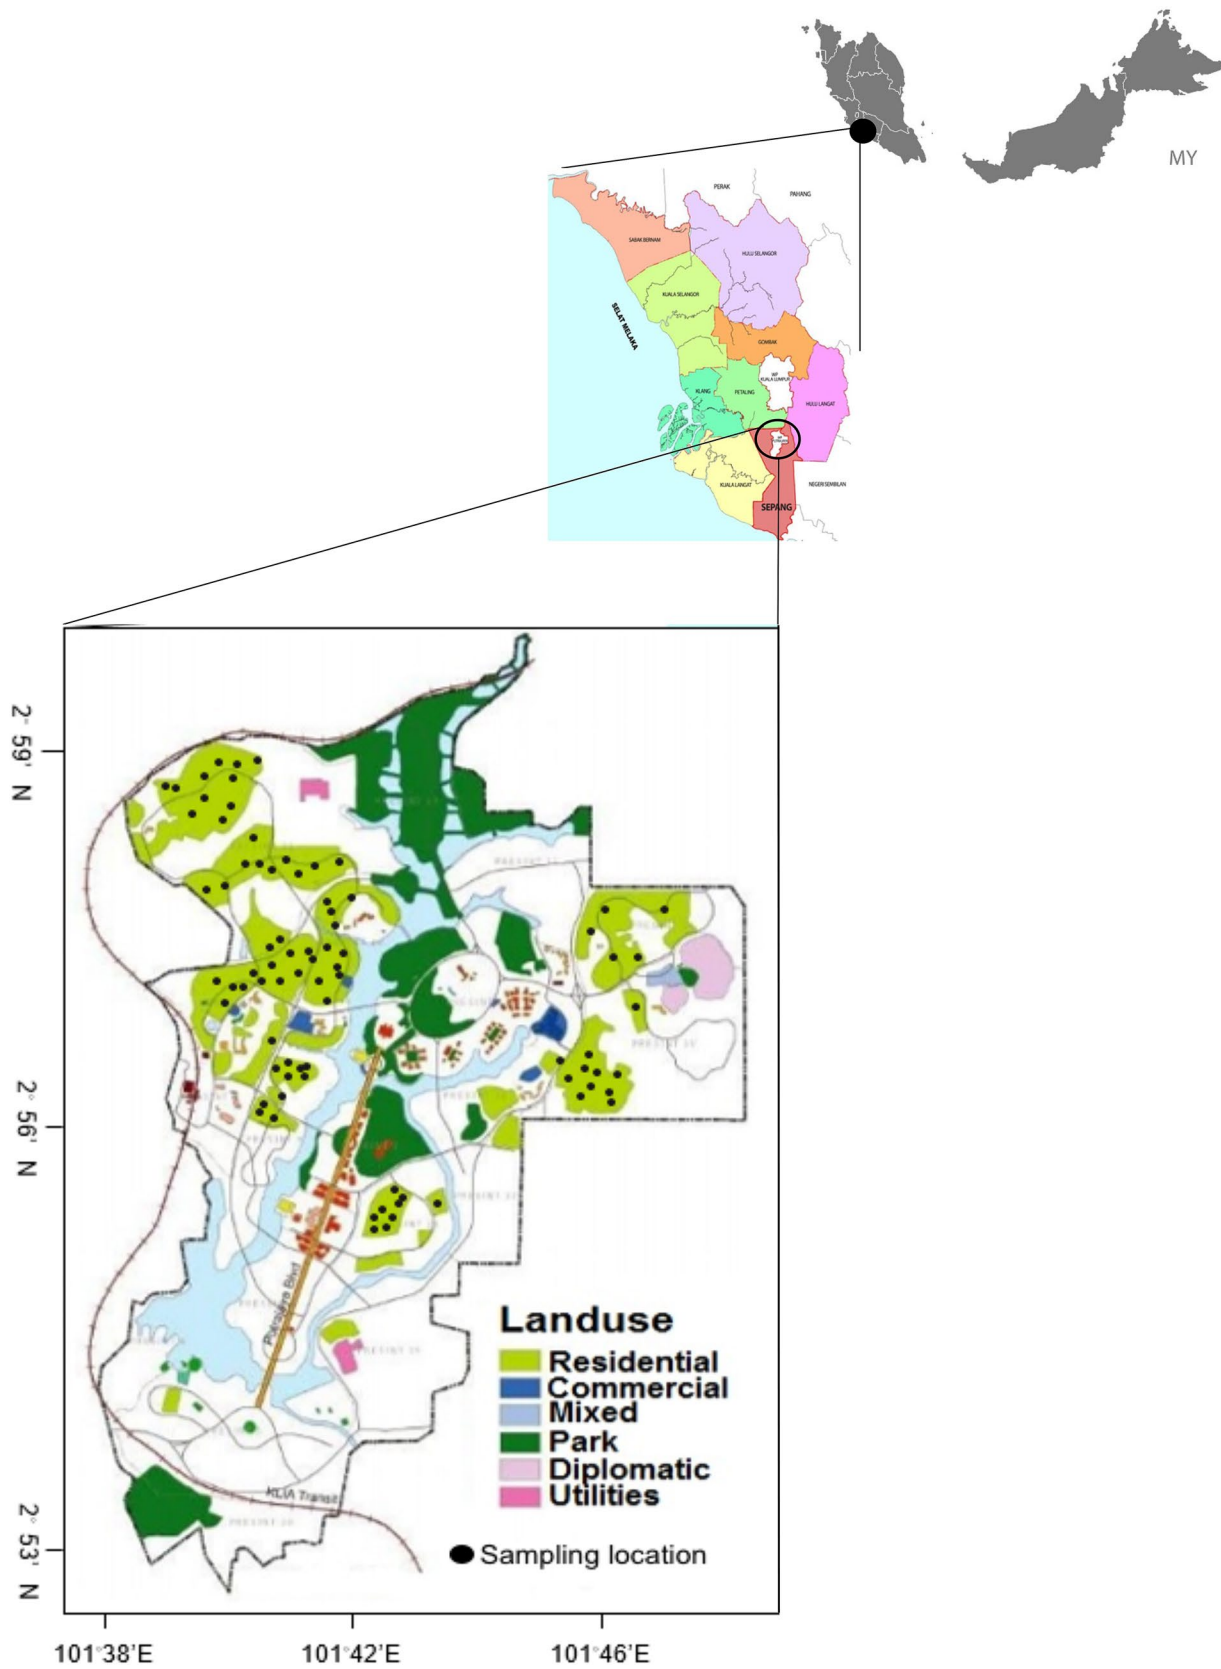 MY
PERAK
PAHANG
SABAK BERNAM
HULU SELANGOR
KUALA SELANGOR
SELAT MELAKA
GOMBAK
WP
KUALA LUMPUR
KLANG
PETALING
HULU LANGAT
KUALA LANGAT
NEGERI SEMBILAN
SEPANG
2° 59' N
2° 56' N
2° 53' N
Putrajaya Blvd
KLIA Transit
Landuse
Residential
Commercial
Mixed
Park
Diplomatic
Utilities
Sampling location
101°38'E
101°42'E
101°46'E